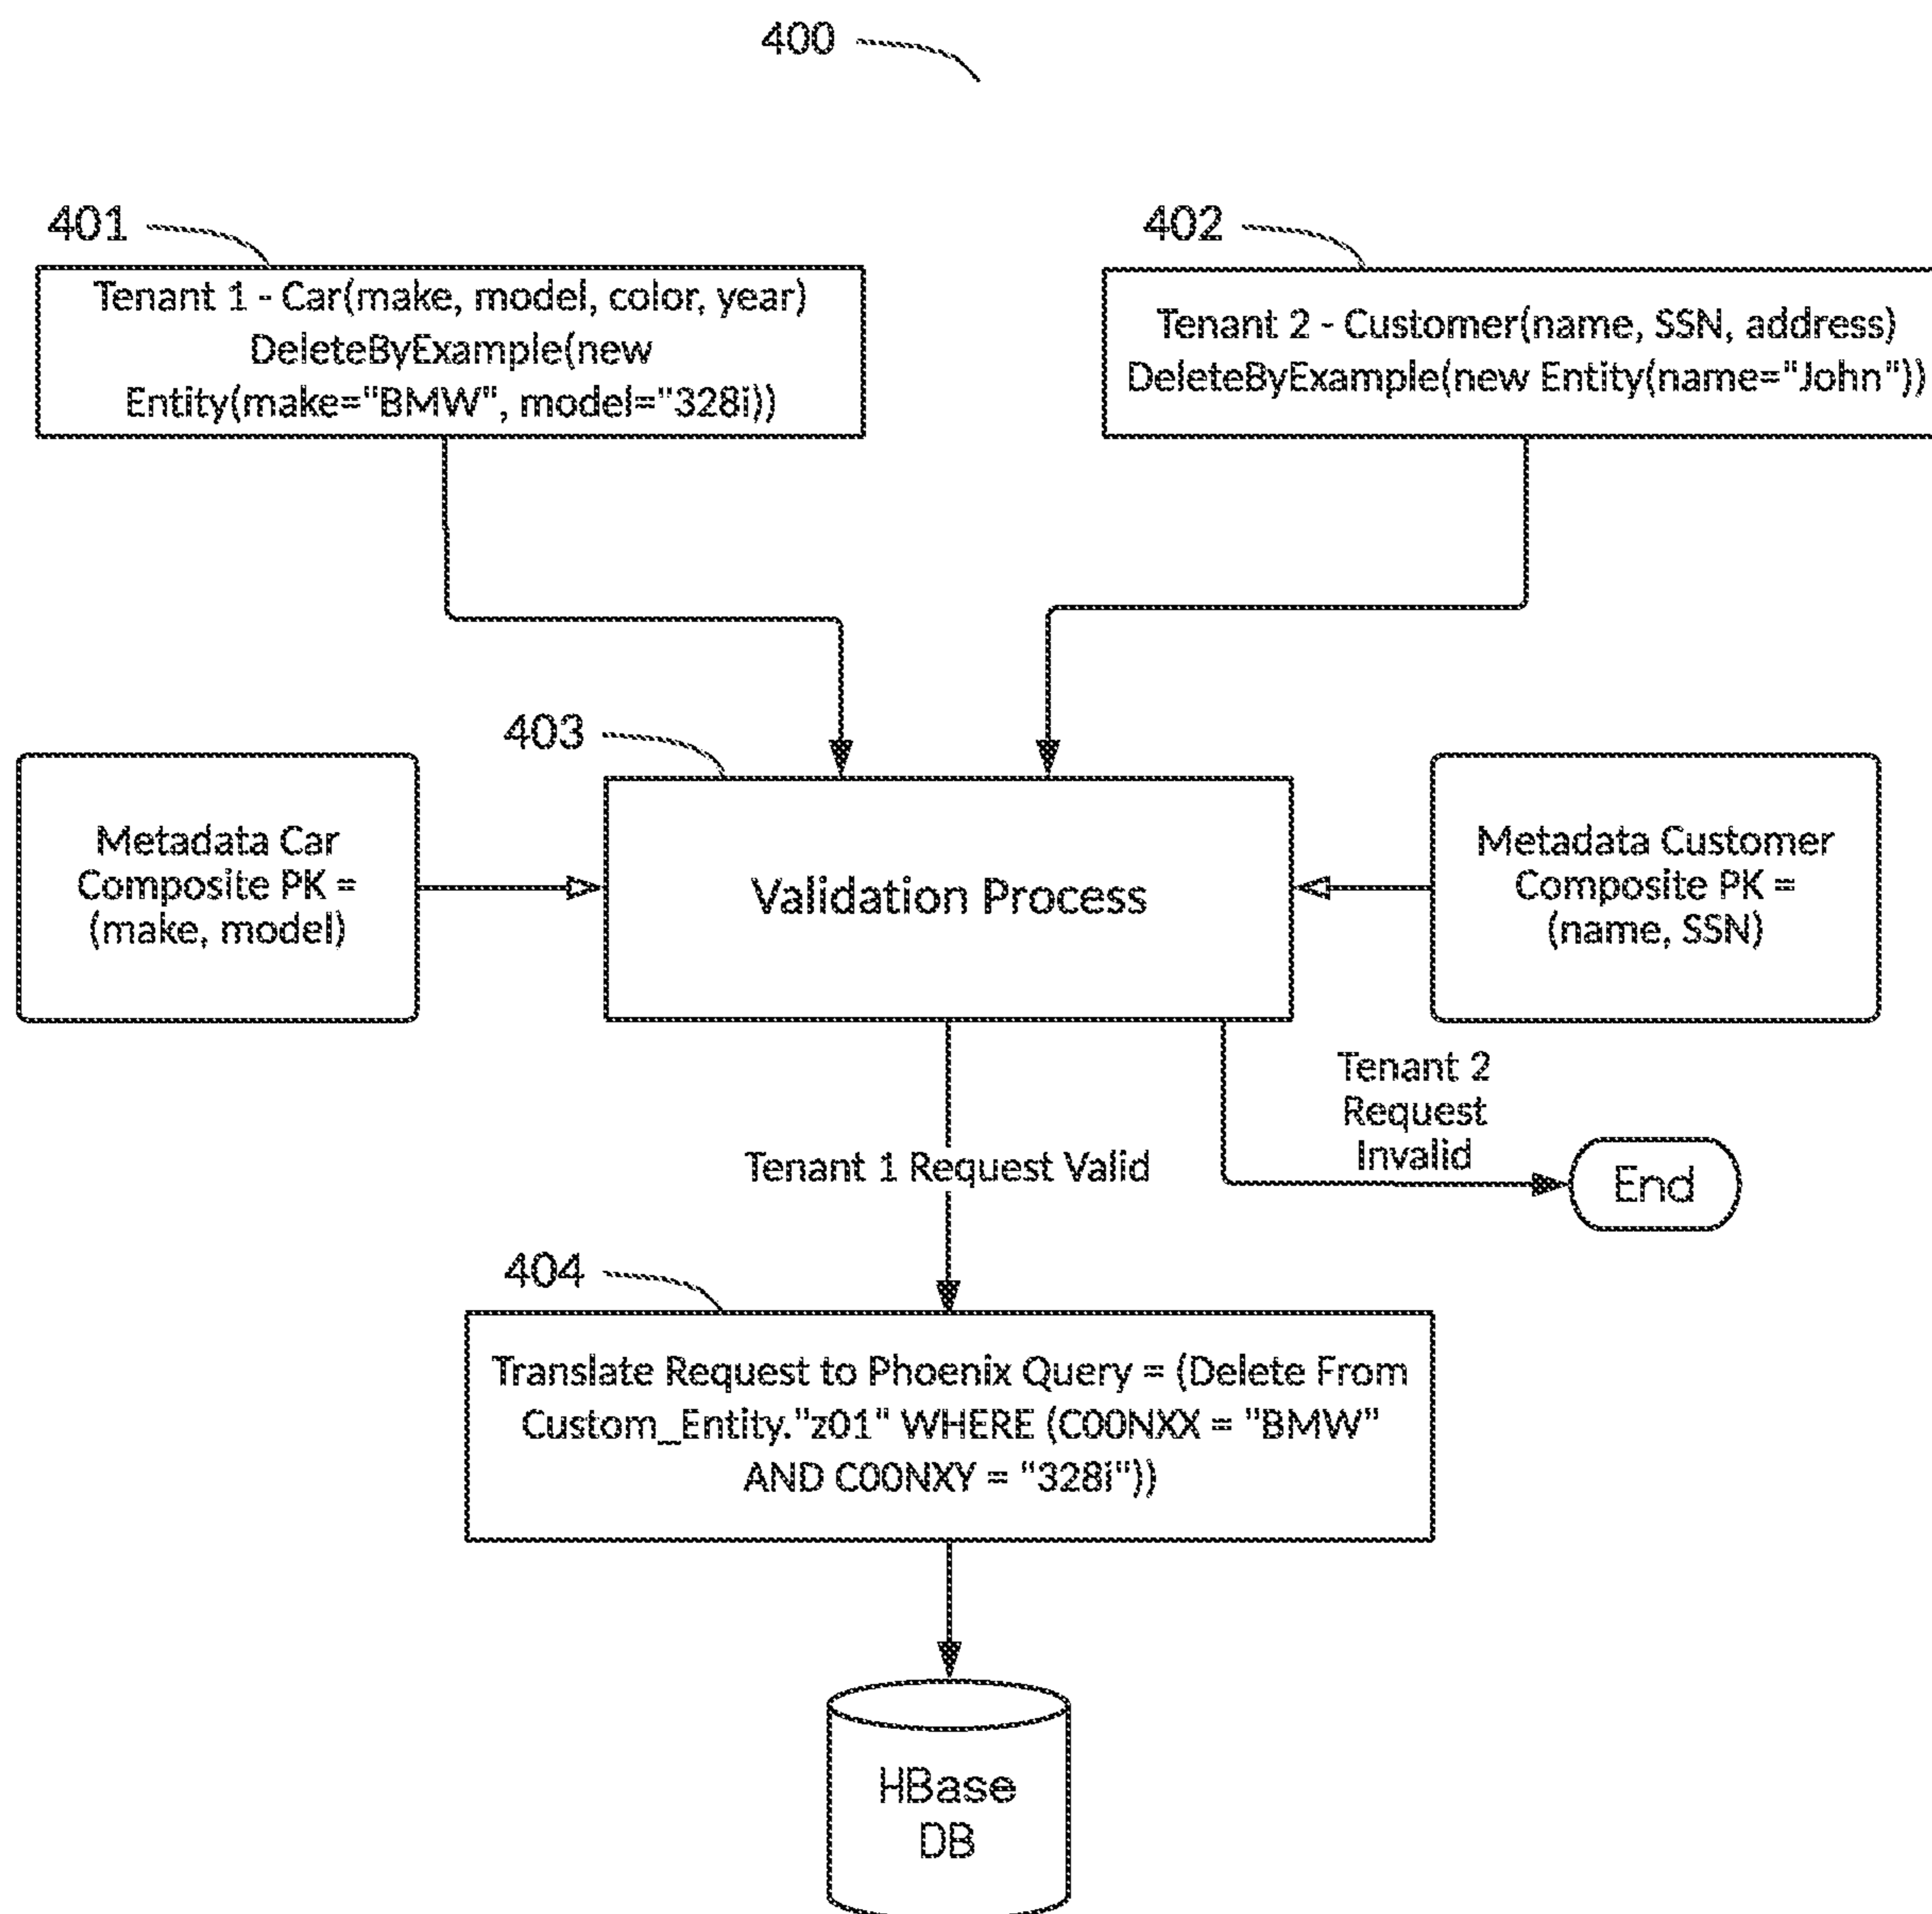 400
401
Tenant 1 - Car(make, model, color, year)
DeleteByExample(new
Entity(make="BMW", model="328i))
402
Tenant 2 - Customer(name, SSN, address)
DeleteByExample(new Entity(name="John"))
403
Metadata Car
Composite PK =
(make, model)
Validation Process
Metadata Customer
Composite PK =
(name, SSN)
Tenant 2
Request
Invalid
Tenant 1 Request Valid
End
404
Translate Request to Phoenix Query = (Delete From
Custom_Entity."z01" WHERE (C00NXX = "BMW"
AND C00NXY = "328i"))
HBase
DB